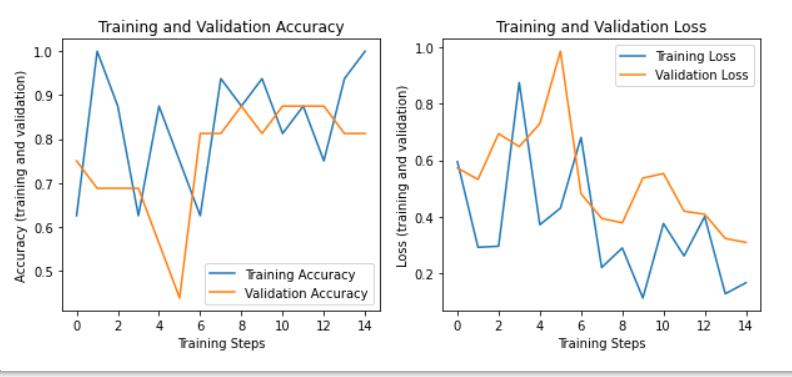 Training and Validation Accuracy
Accuracy (training and validation)
1.0
0.9
0.8
0.7
0.6
0.5
Training Accuracy
Validation Accuracy
0 2 4 6 8 10 12 14
Training Steps
Training and Validation Loss
Loss (training and validation)
1.0
0.8
0.6
0.4
0.2
Training Loss
Validation Loss
0 2 4 6 8 10 12 14
Training Steps